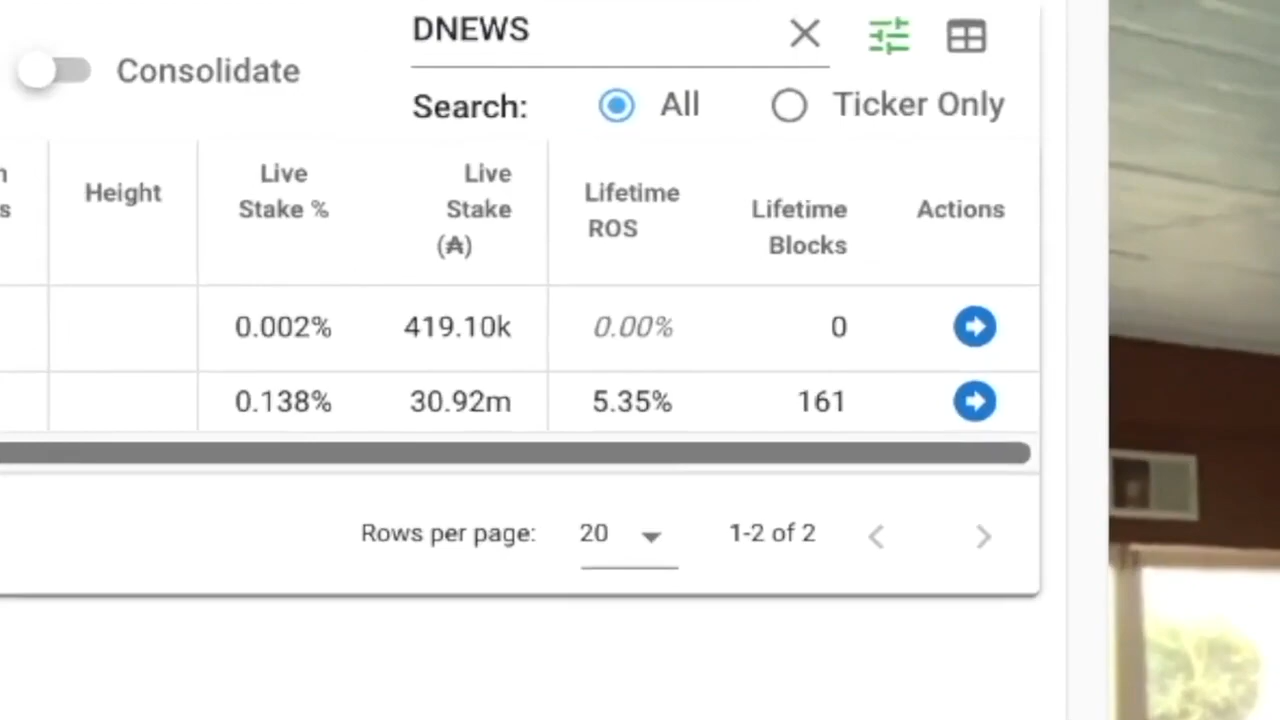 DNEWS
Consolidate
Search: All Ticker Only
Height
Live Stake %
Live Stake (₳)
Lifetime ROS
Lifetime Blocks
Actions
0.002% 419.10k 0.00% 0
0.138% 30.92m 5.35% 161
Rows per page: 20 1-2 of 2